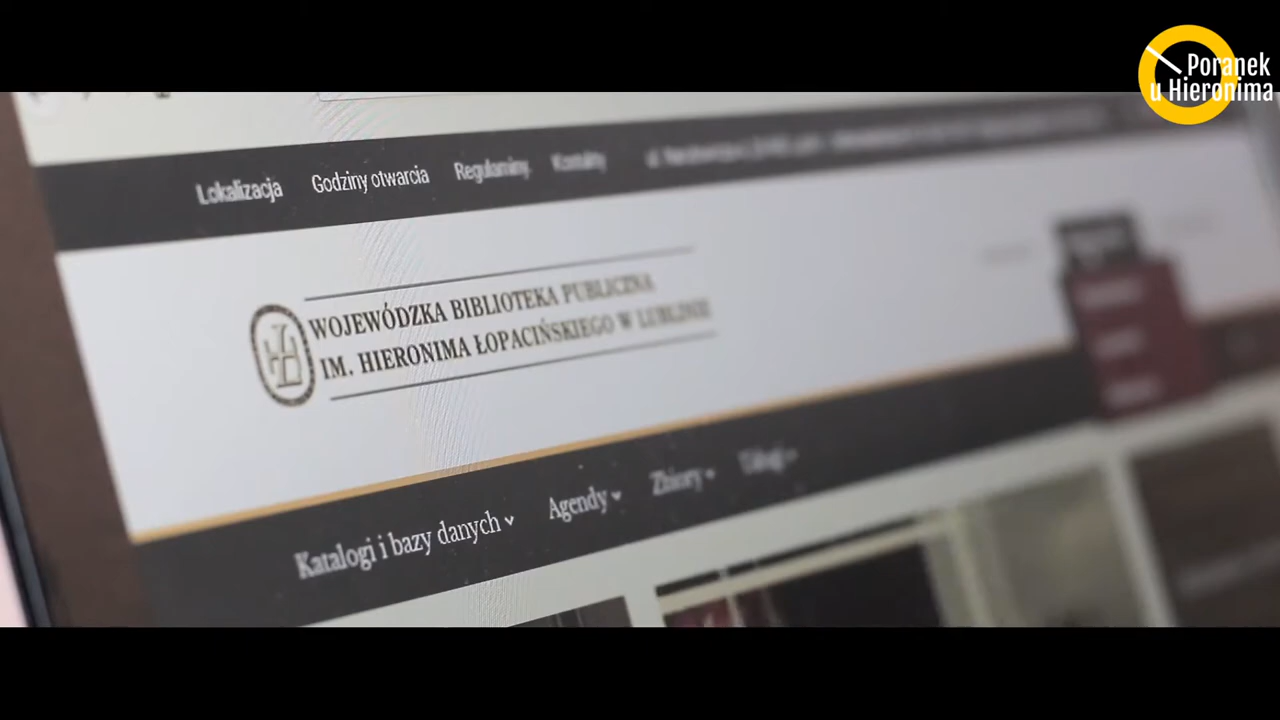 Poranek
u Hieronima
Lokalizacja Godziny otwarcia Regulaminy Kontakty
WOJEWÓDZKA BIBLIOTEKA PUBLICZNA
IM. HIERONIMA ŁOPACIŃSKIEGO W LUBLINIE
Katalogi i bazy danych Agendy Zbiory Usługi